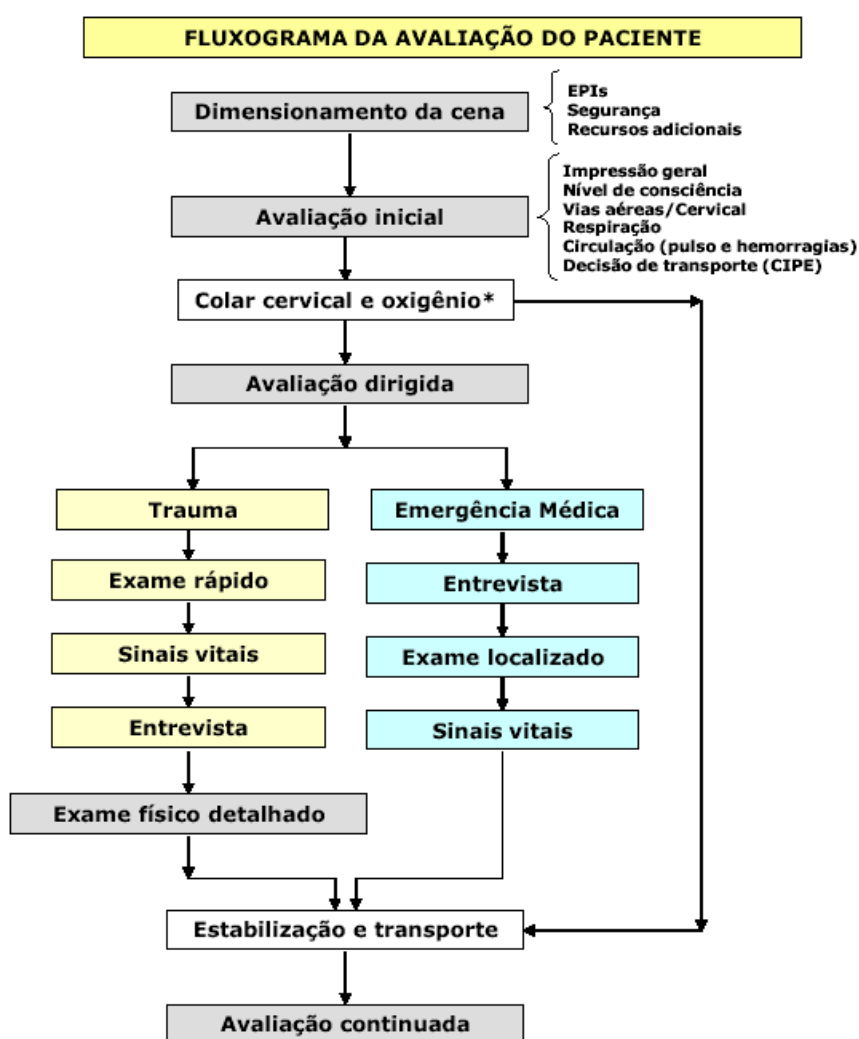 FLUXOGRAMA DA AVALIAÇÃO DO PACIENTE
Dimensionamento da cena
EPIs
Segurança
Recursos adicionais
Avaliação inicial
Impressão geral
Nível de consciência
Vias aéreas/Cervical
Respiração
Circulação (pulso e hemorragias)
Decisão de transporte (CIPE)
Colar cervical e oxigênio*
Avaliação dirigida
Trauma
Exame rápido
Sinais vitais
Entrevista
Exame físico detalhado
Emergência Médica
Entrevista
Exame localizado
Sinais vitais
Estabilização e transporte
Avaliação continuada